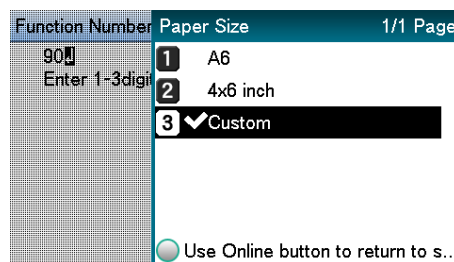 Function Number
90
Enter 1-3digi
Paper Size 1/1 Page
1 A6
2 4x6 inch
3 Custom
Use Online button to return to s..